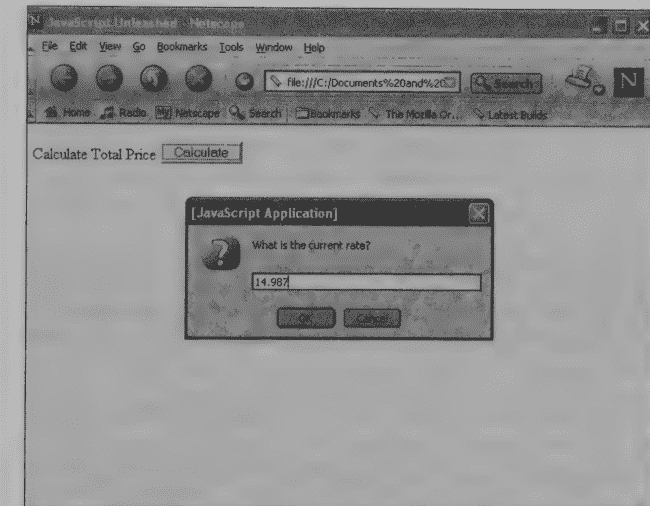 N JavaScript Unleashed - Netscape
File Edit View Go Bookmarks Tools Window Help
file:///C:/Documents%20and%20S Search N
Home Radio My Netscape Search Bookmarks The Mozilla Or... Latest Builds
Calculate Total Price Calculate
[JavaScript Application]
What is the current rate?
14.987
OK Cancel